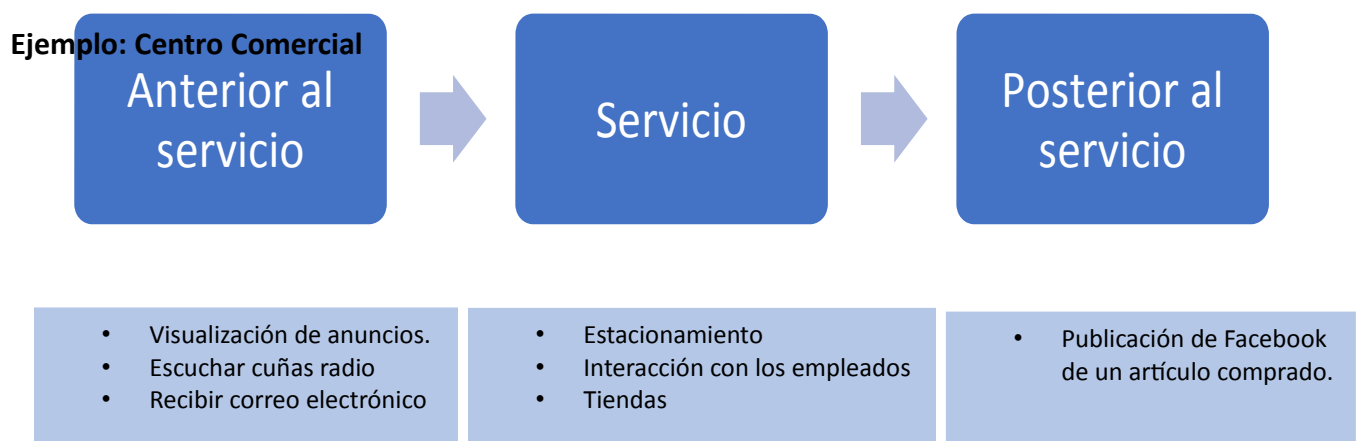 Ejemplo: Centro Comercial
Anterior al
servicio
Servicio
Posterior al
servicio
• Visualización de anuncios.
• Escuchar cuñas radio
• Recibir correo electrónico
• Estacionamiento
• Interacción con los empleados
• Tiendas
• Publicación de Facebook
de un artículo comprado.